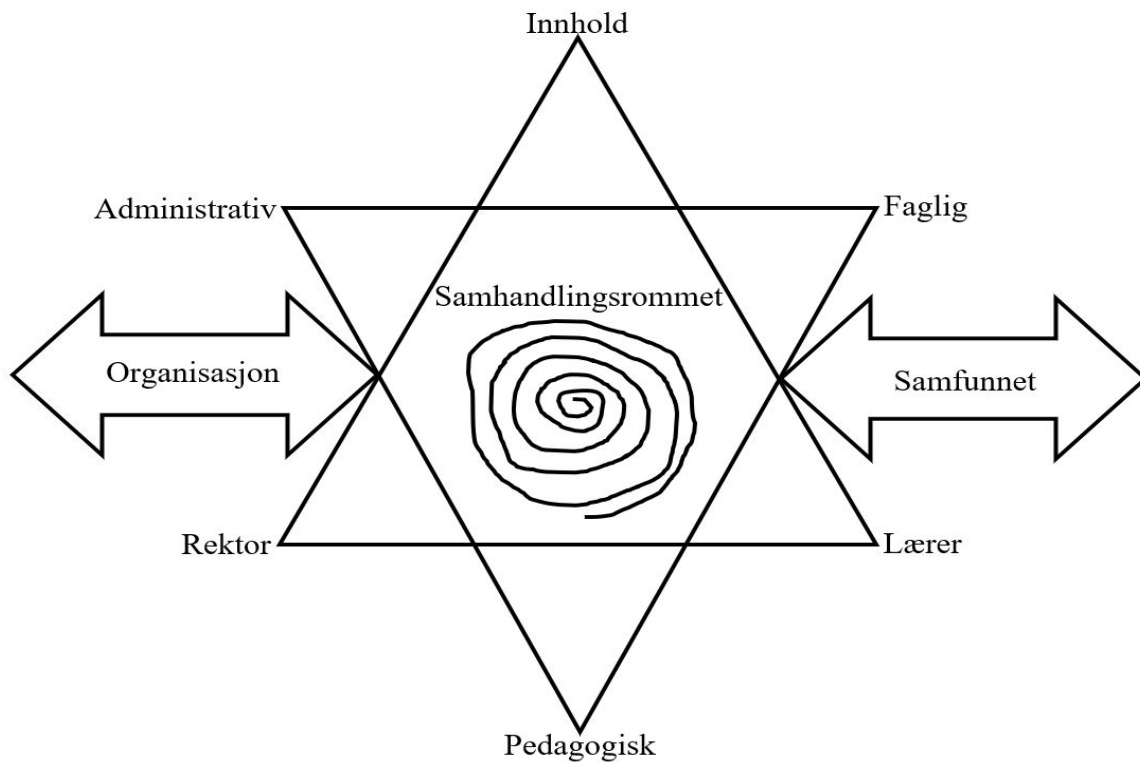 Innhold
Administrativ
Faglig
Samhandlingsrommet
Organisasjon
Samfunnet
Rektor
Lærer
Pedagogisk